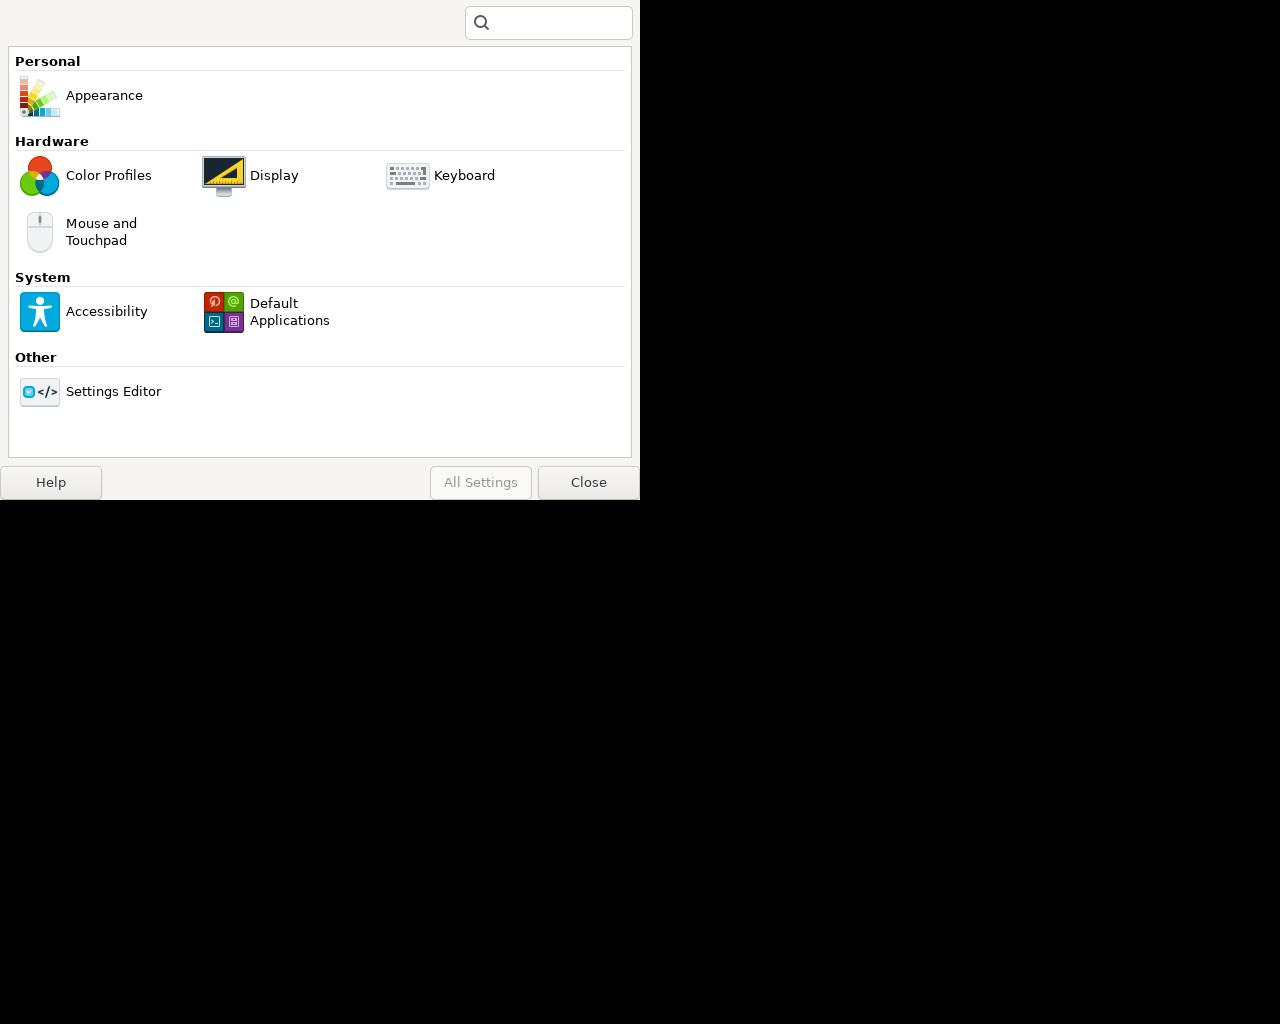 Personal
Appearance
Hardware
Color Profiles
Display
Keyboard
Mouse and
Touchpad
System
Accessibility
Default
Applications
Other
Settings Editor
Help
All Settings
Close